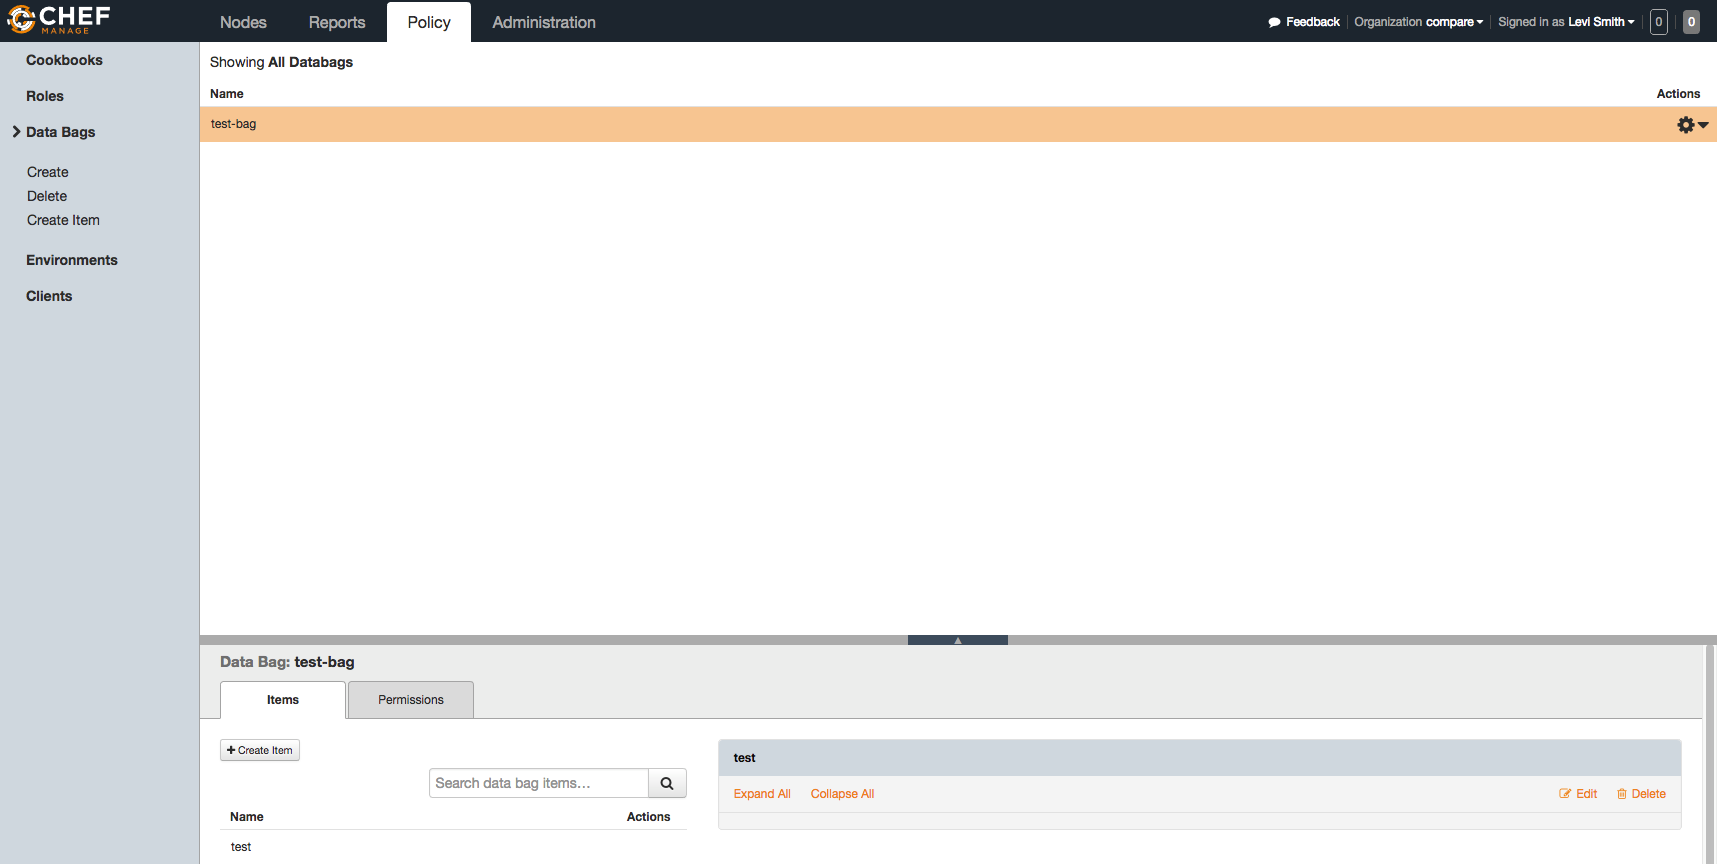 CHEF
MANAGE
Nodes
Reports
Policy
Administration
Feedback
Organization compare
Signed in as Levi Smith
0
0
Cookbooks
Roles
Data Bags
Create
Delete
Create Item
Environments
Clients
Showing All Databags
Name
Actions
test-bag
Data Bag: test-bag
Items
Permissions
Create Item
Search data bag items...
Name
Actions
test
test
Expand All
Collapse All
Edit
Delete